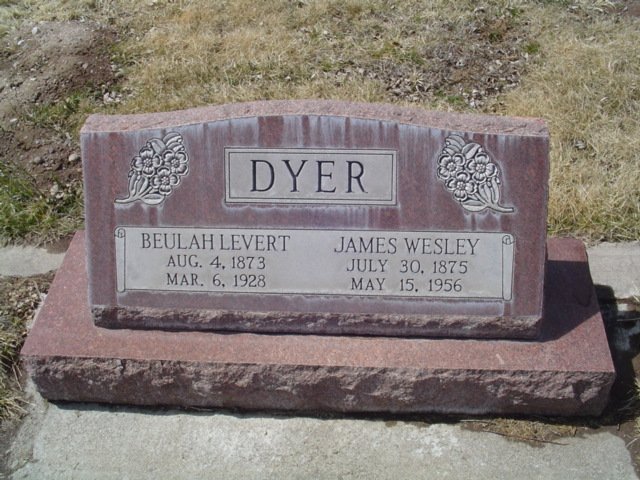 DYER
BEULAH LEVERT
AUG. 4, 1873
MAR. 6, 1928
JAMES WESLEY
JULY 30, 1875
MAY 15, 1956